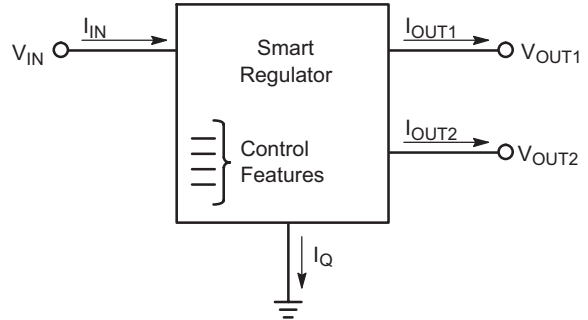 I_IN
V_IN
Smart
Regulator
I_OUT1
V_OUT1
I_OUT2
V_OUT2
Control
Features
I_Q